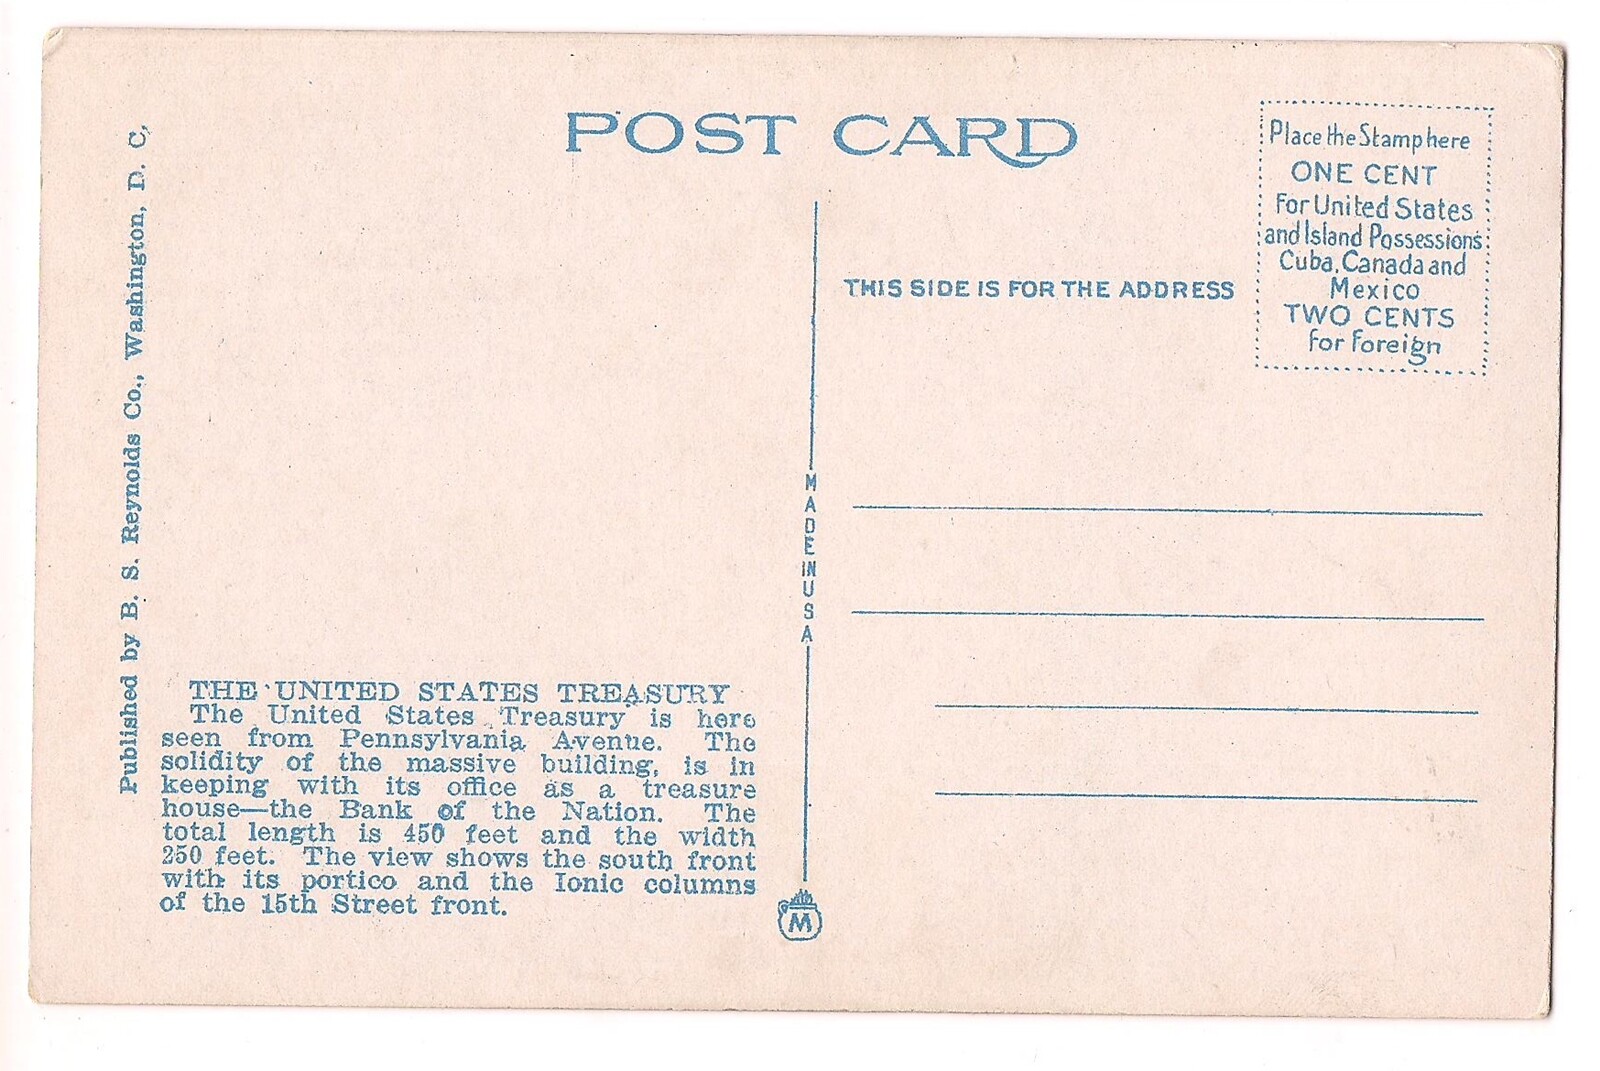 POST CARD
Place the Stamp here
ONE CENT
For United States
and Island Possessions
Cuba, Canada and
Mexico
TWO CENTS
for Foreign
THIS SIDE IS FOR THE ADDRESS
MADE IN USA
Published by B. S. Reynolds Co., Washington, D. C,
THE UNITED STATES TREASURY
The United States Treasury is here
seen from Pennsylvania Avenue. The
solidity of the massive building, is in
keeping with its office as a treasure
house—the Bank of the Nation. The
total length is 450 feet and the width
250 feet. The view shows the south front
with its portico and the Ionic columns
of the 15th Street front.
M